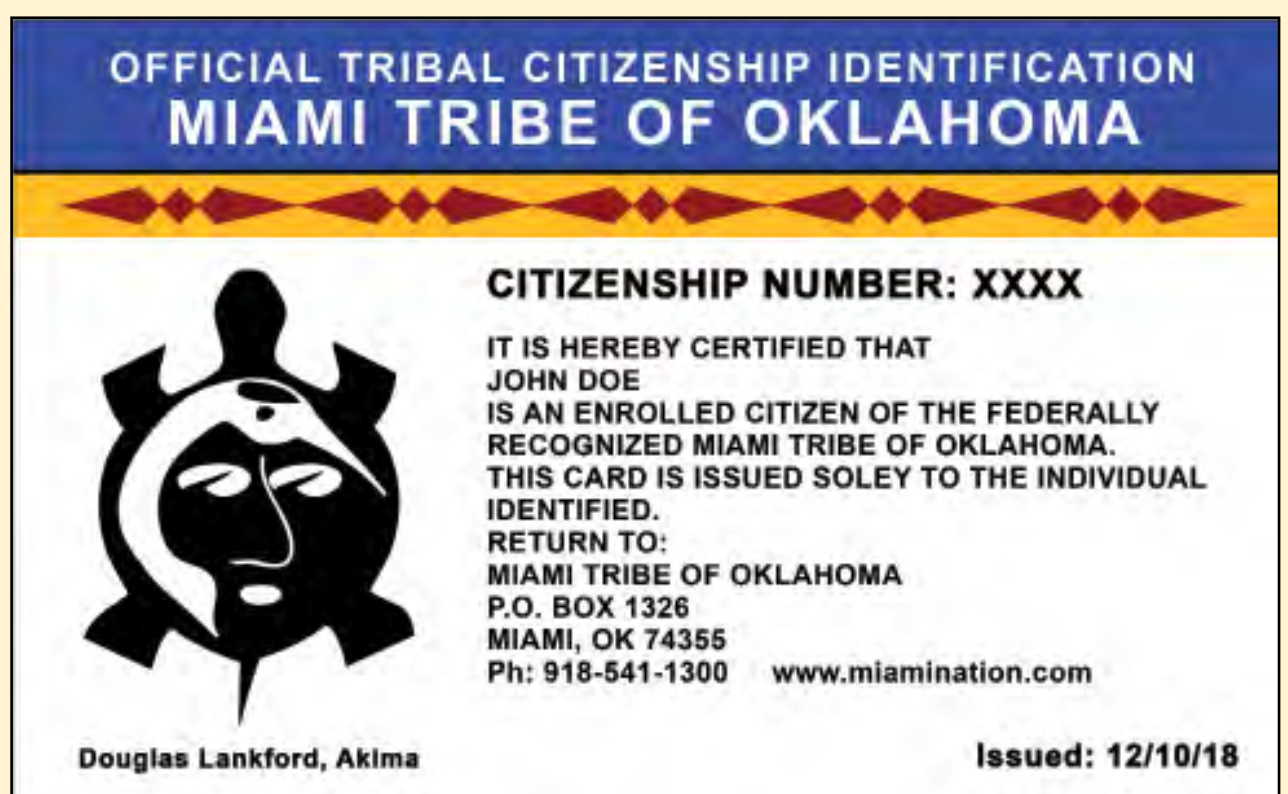 OFFICIAL TRIBAL CITIZENSHIP IDENTIFICATION
MIAMI TRIBE OF OKLAHOMA
CITIZENSHIP NUMBER: XXXX
IT IS HEREBY CERTIFIED THAT
JOHN DOE
IS AN ENROLLED CITIZEN OF THE FEDERALLY
RECOGNIZED MIAMI TRIBE OF OKLAHOMA.
THIS CARD IS ISSUED SOLEY TO THE INDIVIDUAL
IDENTIFIED.
RETURN TO:
MIAMI TRIBE OF OKLAHOMA
P.O. BOX 1326
MIAMI, OK 74355
Ph: 918-541-1300 www.miamination.com
Douglas Lankford, Akima
Issued: 12/10/18